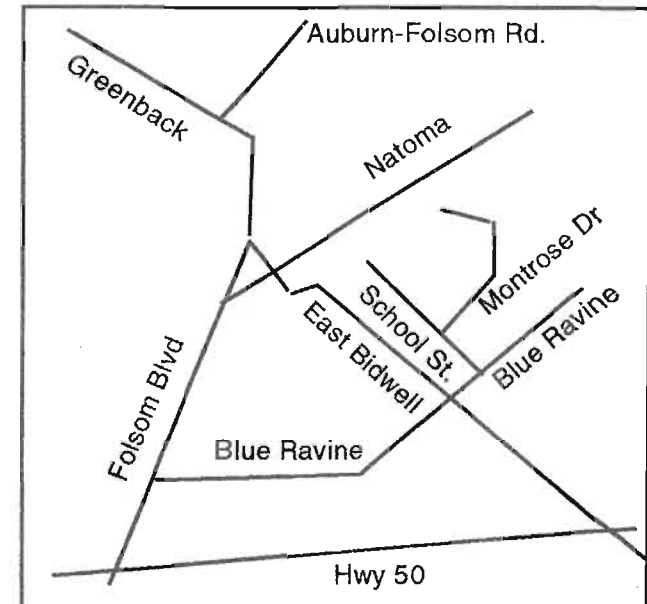 Auburn-Folsom Rd.
Greenback
Natoma
Montrose Dr
School St.
Blue Ravine
East Bidwell
Folsom Blvd
Blue Ravine
Hwy 50